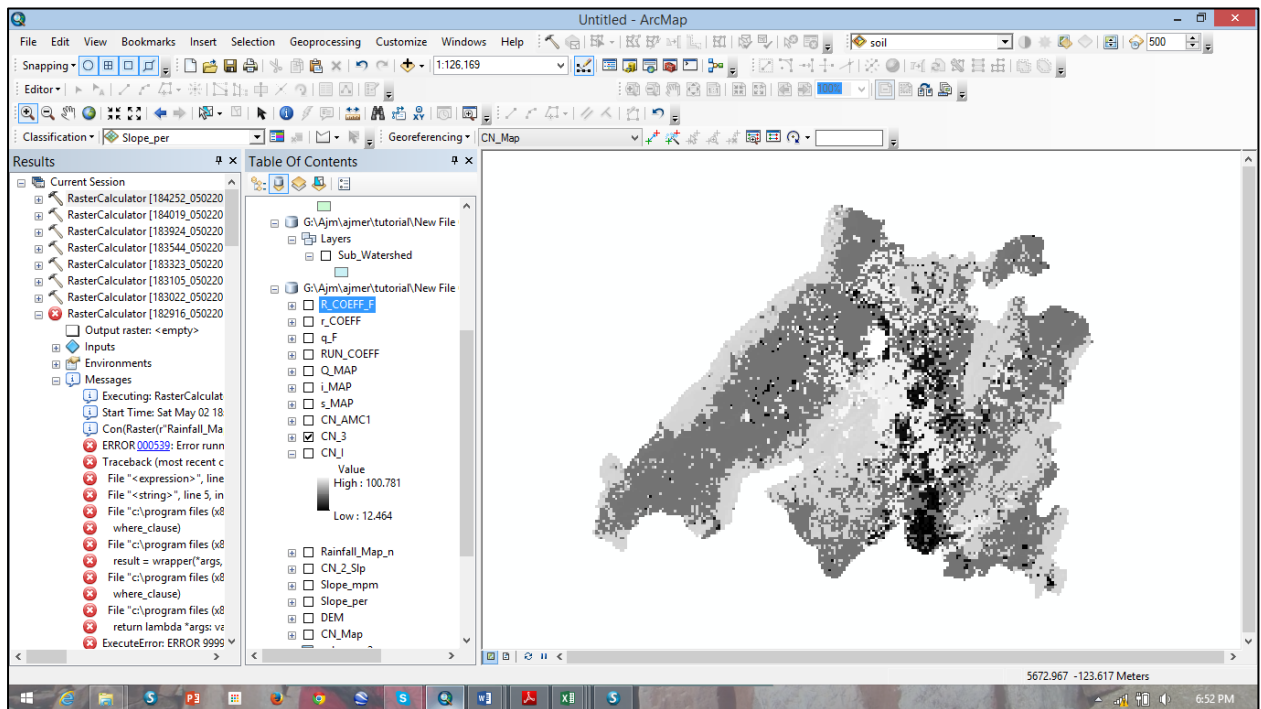 Untitled - ArcMap
File Edit View Bookmarks Insert Selection Geoprocessing Customize Windows Help soil 500
Snapping 1:126,169
Editor 100%
Classification Slope_per Georeferencing CN_Map
Results
Current Session
RasterCalculator [184252_050220
RasterCalculator [184019_050220
RasterCalculator [183924_050220
RasterCalculator [183544_050220
RasterCalculator [183323_050220
RasterCalculator [183105_050220
RasterCalculator [183022_050220
RasterCalculator [182916_050220
Output raster: <empty>
Inputs
Environments
Messages
Executing: RasterCalculat
Start Time: Sat May 02 18
Con(Raster(r"Rainfall_Ma
ERROR 000539: Error runn
Traceback (most recent c
File "<expression>", line
File "<string>", line 5, in
File "c:\program files (x8
where_clause)
File "c:\program files (x8
result = wrapper(*args,
File "c:\program files (x8
where_clause)
File "c:\program files (x8
return lambda *args: va
ExecuteError: ERROR 9999
Table Of Contents
G:\Ajm\ajmer\tutorial\New File
Layers
Sub_Watershed
G:\Ajm\ajmer\tutorial\New File
R_COEFF_F
r_COEFF
q_F
RUN_COEFF
Q_MAP
i_MAP
s_MAP
CN_AMC1
CN_3
CN_I
Value
High : 100.781
Low : 12.464
Rainfall_Map_n
CN_2_Slp
Slope_mpm
Slope_per
DEM
CN_Map
5672.967 -123.617 Meters
6:52 PM